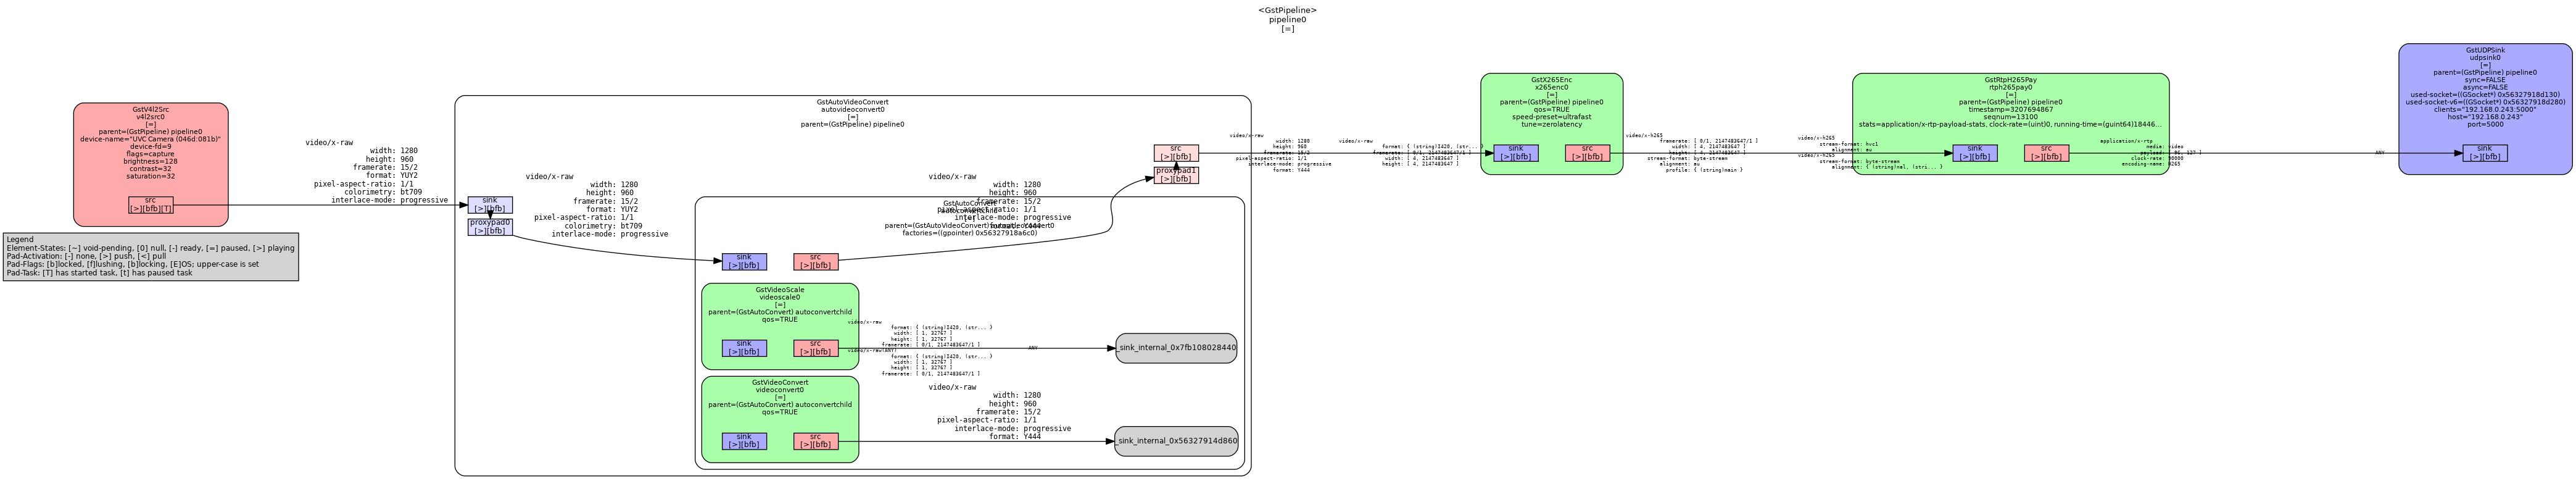 <GstPipeline>
pipeline0
[=]
GstV4l2Src
v4l2src0
[=]
parent=(GstPipeline) pipeline0
device-name="UVC Camera (046d:081b)"
device-fd=9
flags=capture
brightness=128
contrast=32
saturation=32
src
[>][bfb][T]
Legend
Element-States: [~] void-pending, [0] null, [-] ready, [=] paused, [>] playing
Pad-Activation: [-] none, [>] push, [<] pull
Pad-Flags: [b]locked, [f]lushing, [b]locking, [E]OS; upper-case is set
Pad-Task: [T] has started task, [t] has paused task
video/x-raw
width: 1280
height: 960
framerate: 15/2
format: YUY2
pixel-aspect-ratio: 1/1
colorimetry: bt709
interlace-mode: progressive
GstAutoVideoConvert
autovideoconvert0
[=]
parent=(GstPipeline) pipeline0
sink
[>][bfb]
proxypad0
[>][bfb]
video/x-raw
width: 1280
height: 960
framerate: 15/2
format: YUY2
pixel-aspect-ratio: 1/1
colorimetry: bt709
interlace-mode: progressive
video/x-raw
width: 1280
height: 960
framerate: 15/2
pixel-aspect-ratio: 1/1
interlace-mode: progressive
format: Y444
GstAutoConvert
autoconvertchild
parent=(GstAutoVideoConvert) autovideoconvert0
factories=((gpointer) 0x56327918a6c0)
sink
[>][bfb]
src
[>][bfb]
GstVideoScale
videoscale0
[=]
parent=(GstAutoConvert) autoconvertchild
qos=TRUE
sink
[>][bfb]
src
[>][bfb]
video/x-raw
format: { (string)I420, (str... }
width: [ 1, 32767 ]
height: [ 1, 32767 ]
framerate: [ 0/1, 2147483647/1 ]
video/x-raw(ANY)
format: { (string)I420, (str... }
width: [ 1, 32767 ]
height: [ 1, 32767 ]
framerate: [ 0/1, 2147483647/1 ]
ANY
_sink_internal_0x7fb108028440
GstVideoConvert
videoconvert0
[=]
parent=(GstAutoConvert) autoconvertchild
qos=TRUE
sink
[>][bfb]
src
[>][bfb]
video/x-raw
width: 1280
height: 960
framerate: 15/2
pixel-aspect-ratio: 1/1
interlace-mode: progressive
format: Y444
_sink_internal_0x56327914d860
src
[>][bfb]
proxypad1
[>][bfb]
video/x-raw
width: 1280
height: 960
framerate: 15/2
pixel-aspect-ratio: 1/1
interlace-mode: progressive
format: Y444
video/x-raw
format: { (string)I420, (str... }
width: [ 4, 2147483647 ]
framerate: [ 0/1, 2147483647/1 ]
height: [ 4, 2147483647 ]
GstX265Enc
x265enc0
[=]
parent=(GstPipeline) pipeline0
qos=TRUE
speed-preset=ultrafast
tune=zerolatency
sink
[>][bfb]
src
[>][bfb]
video/x-h265
framerate: [ 0/1, 2147483647/1 ]
width: [ 4, 2147483647 ]
height: [ 4, 2147483647 ]
stream-format: byte-stream
alignment: au
profile: { (string)main }
video/x-h265
stream-format: hvc1
alignment: au
video/x-h265
stream-format: byte-stream
alignment: { (string)nal, (stri... }
GstRtpH265Pay
rtph265pay0
[=]
parent=(GstPipeline) pipeline0
timestamp=3207694867
seqnum=13100
stats=application/x-rtp-payload-stats, clock-rate=(uint)0, running-time=(guint64)18446...
sink
[>][bfb]
src
[>][bfb]
application/x-rtp
media: video
payload: [ 96, 127 ]
clock-rate: 90000
encoding-name: H265
ANY
GstUDPSink
udpsink0
[=]
parent=(GstPipeline) pipeline0
sync=FALSE
async=FALSE
used-socket=((GSocket*) 0x56327918d130)
used-socket-v6=((GSocket*) 0x56327918d280)
clients="192.168.0.243:5000"
host="192.168.0.243"
port=5000
sink
[>][bfb]